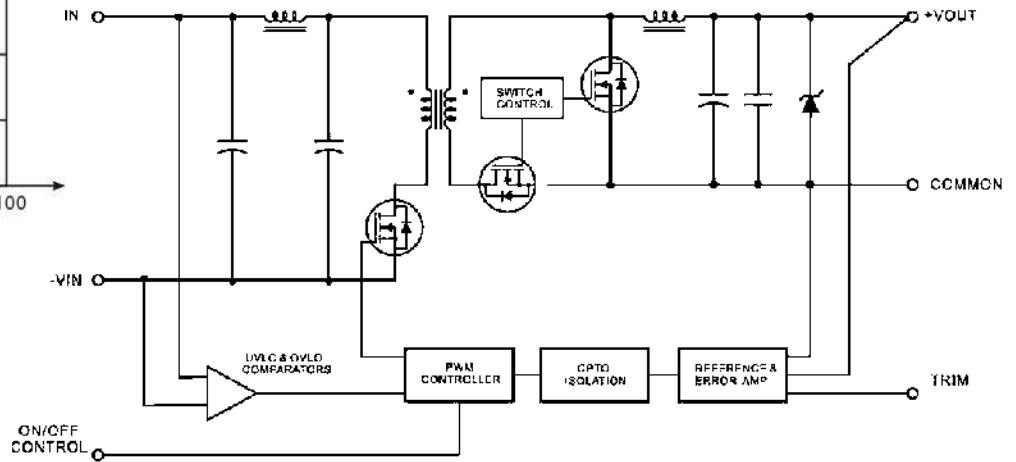 IN
+VOUT
SWITCH
CONTROL
COMMON
100
-VIN
UVLO & OVLO
COMPARATORS
PWM
CONTROLLER
OPTO
ISOLATION
REFERENCE &
ERROR AMP
TRIM
ON/OFF
CONTROL